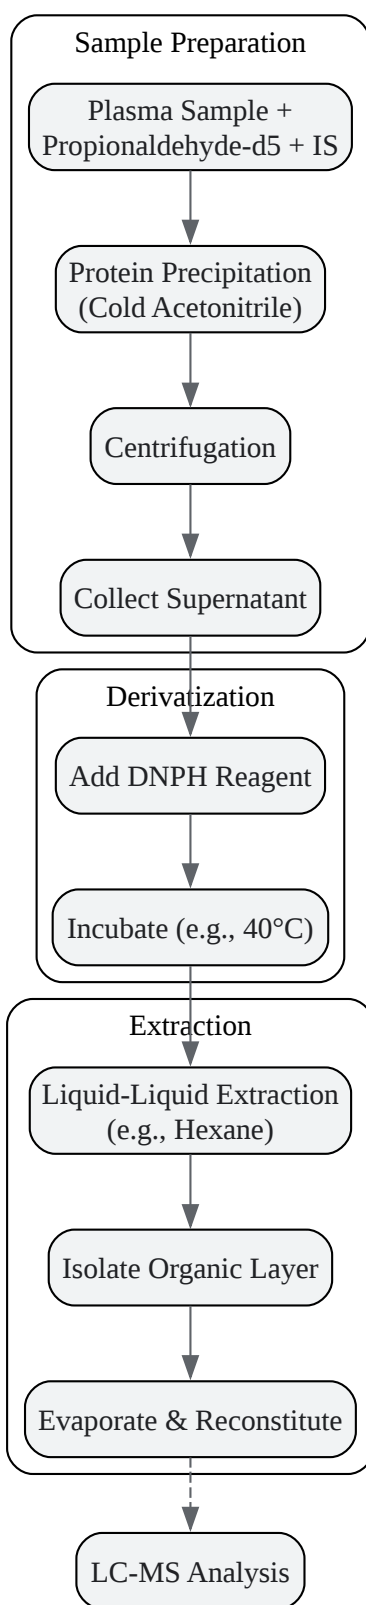 Sample Preparation
Plasma Sample +
Propionaldehyde-d5 + IS
Protein Precipitation
(Cold Acetonitrile)
Centrifugation
Collect Supernatant
Derivatization
Add DNPH Reagent
Incubate (e.g., 40°C)
Extraction
Liquid-Liquid Extraction
(e.g., Hexane)
Isolate Organic Layer
Evaporate & Reconstitute
LC-MS Analysis